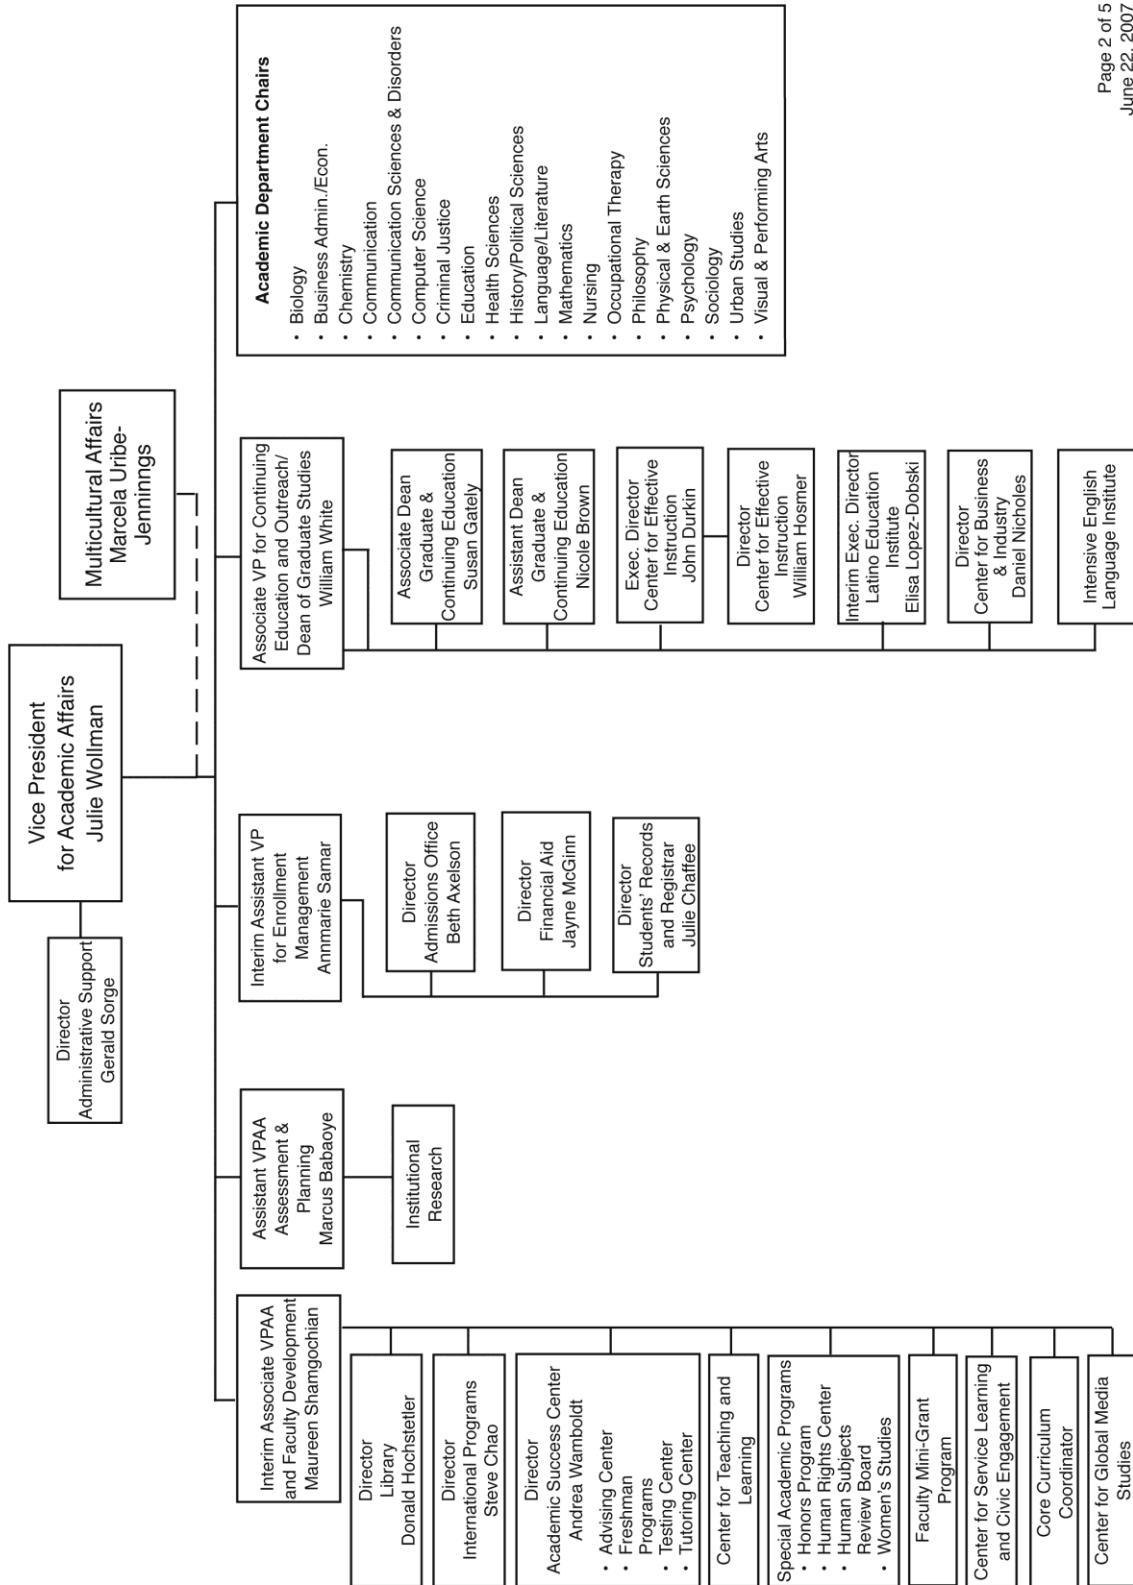 Vice President
for Academic Affairs
Julie Wollman
Director
Administrative Support
Gerald Sorge
Multicultural Affairs
Marcela Uribe-
Jenninngs
Interim Associate VPAA
and Faculty Development
Maureen Shamgochian
Director
Library
Donald Hochstetler
Director
International Programs
Steve Chao
Director
Academic Success Center
Andrea Wamboldt
• Advising Center
• Freshman
Programs
• Testing Center
• Tutoring Center
Center for Teaching and
Learning
Special Academic Programs
• Honors Program
• Human Rights Center
• Human Subjects
Review Board
• Women's Studies
Faculty Mini-Grant
Program
Center for Service Learning
and Civic Engagement
Core Curriculum
Coordinator
Center for Global Media
Studies
Assistant VPAA
Assessment &
Planning
Marcus Babaoye
Institutional
Research
Interim Assistant VP
for Enrollment
Management
Annmarie Samar
Director
Admissions Office
Beth Axelson
Director
Financial Aid
Jayne McGinn
Director
Students' Records
and Registrar
Julie Chaffee
Associate VP for Continuing
Education and Outreach/
Dean of Graduate Studies
William White
Associate Dean
Graduate &
Continuing Education
Susan Gately
Assistant Dean
Graduate &
Continuing Education
Nicole Brown
Exec. Director
Center for Effective
Instruction
John Durkin
Director
Center for Effective
Instruction
William Hosmer
Interim Exec. Director
Latino Education
Institute
Elisa Lopez-Dobski
Director
Center for Business
& Industry
Daniel Nicholes
Intensive English
Language Institute
Academic Department Chairs
• Biology
• Business Admin./Econ.
• Chemistry
• Communication
• Communication Sciences & Disorders
• Computer Science
• Criminal Justice
• Education
• Health Sciences
• History/Political Sciences
• Language/Literature
• Mathematics
• Nursing
• Occupational Therapy
• Philosophy
• Physical & Earth Sciences
• Psychology
• Sociology
• Urban Studies
• Visual & Performing Arts
Page 2 of 5
June 22, 2007